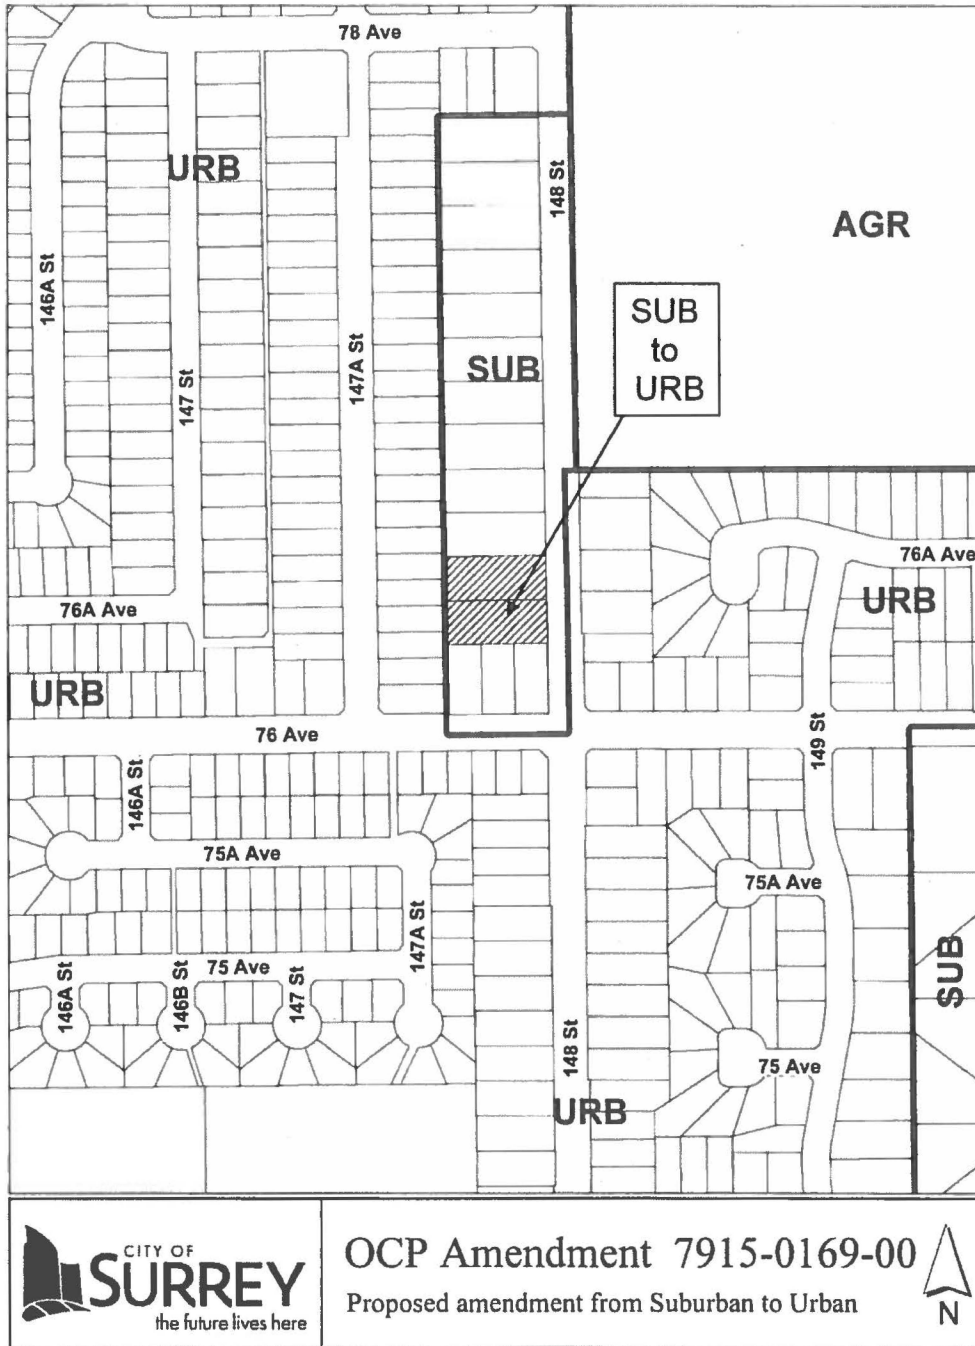 78 Ave
URB
148 St
AGR
146A St
SUB
to
URB
147A St
SUB
147 St
76A Ave
76A Ave
URB
URB
76 Ave
149 St
146A St
75A Ave
75A Ave
147A St
SUB
75 Ave
146A St
146B St
147 St
148 St
75 Ave
URB
CITY OF
SURREY
the future lives here
OCP Amendment 7915-0169-00
Proposed amendment from Suburban to Urban
N